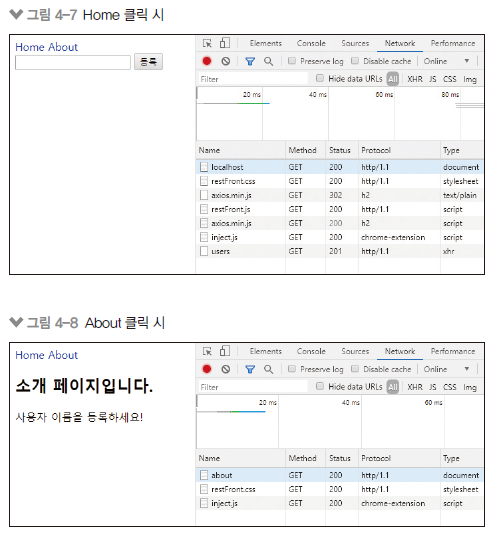 그림 4-7 Home 클릭 시
Home About
등록
Elements Console Sources Network Performance
Preserve log Disable cache Online
Filter Hide data URLs All XHR JS CSS Img
20 ms 40 ms 60 ms 80 ms
Name Method Status Protocol Type
localhost GET 200 http/1.1 document
restFront.css GET 200 http/1.1 stylesheet
axios.min.js GET 302 h2 text/plain
restFront.js GET 200 http/1.1 script
axios.min.js GET 200 h2 script
inject.js GET 200 chrome-extension script
users GET 201 http/1.1 xhr
그림 4-8 About 클릭 시
Home About
소개 페이지입니다.
사용자 이름을 등록하세요!
Elements Console Sources Network Performance
Preserve log Disable cache Online
Filter Hide data URLs All XHR JS CSS Img
20 ms 40 ms 60 ms
Name Method Status Protocol Type
about GET 200 http/1.1 document
restFront.css GET 200 http/1.1 stylesheet
inject.js GET 200 chrome-extension script